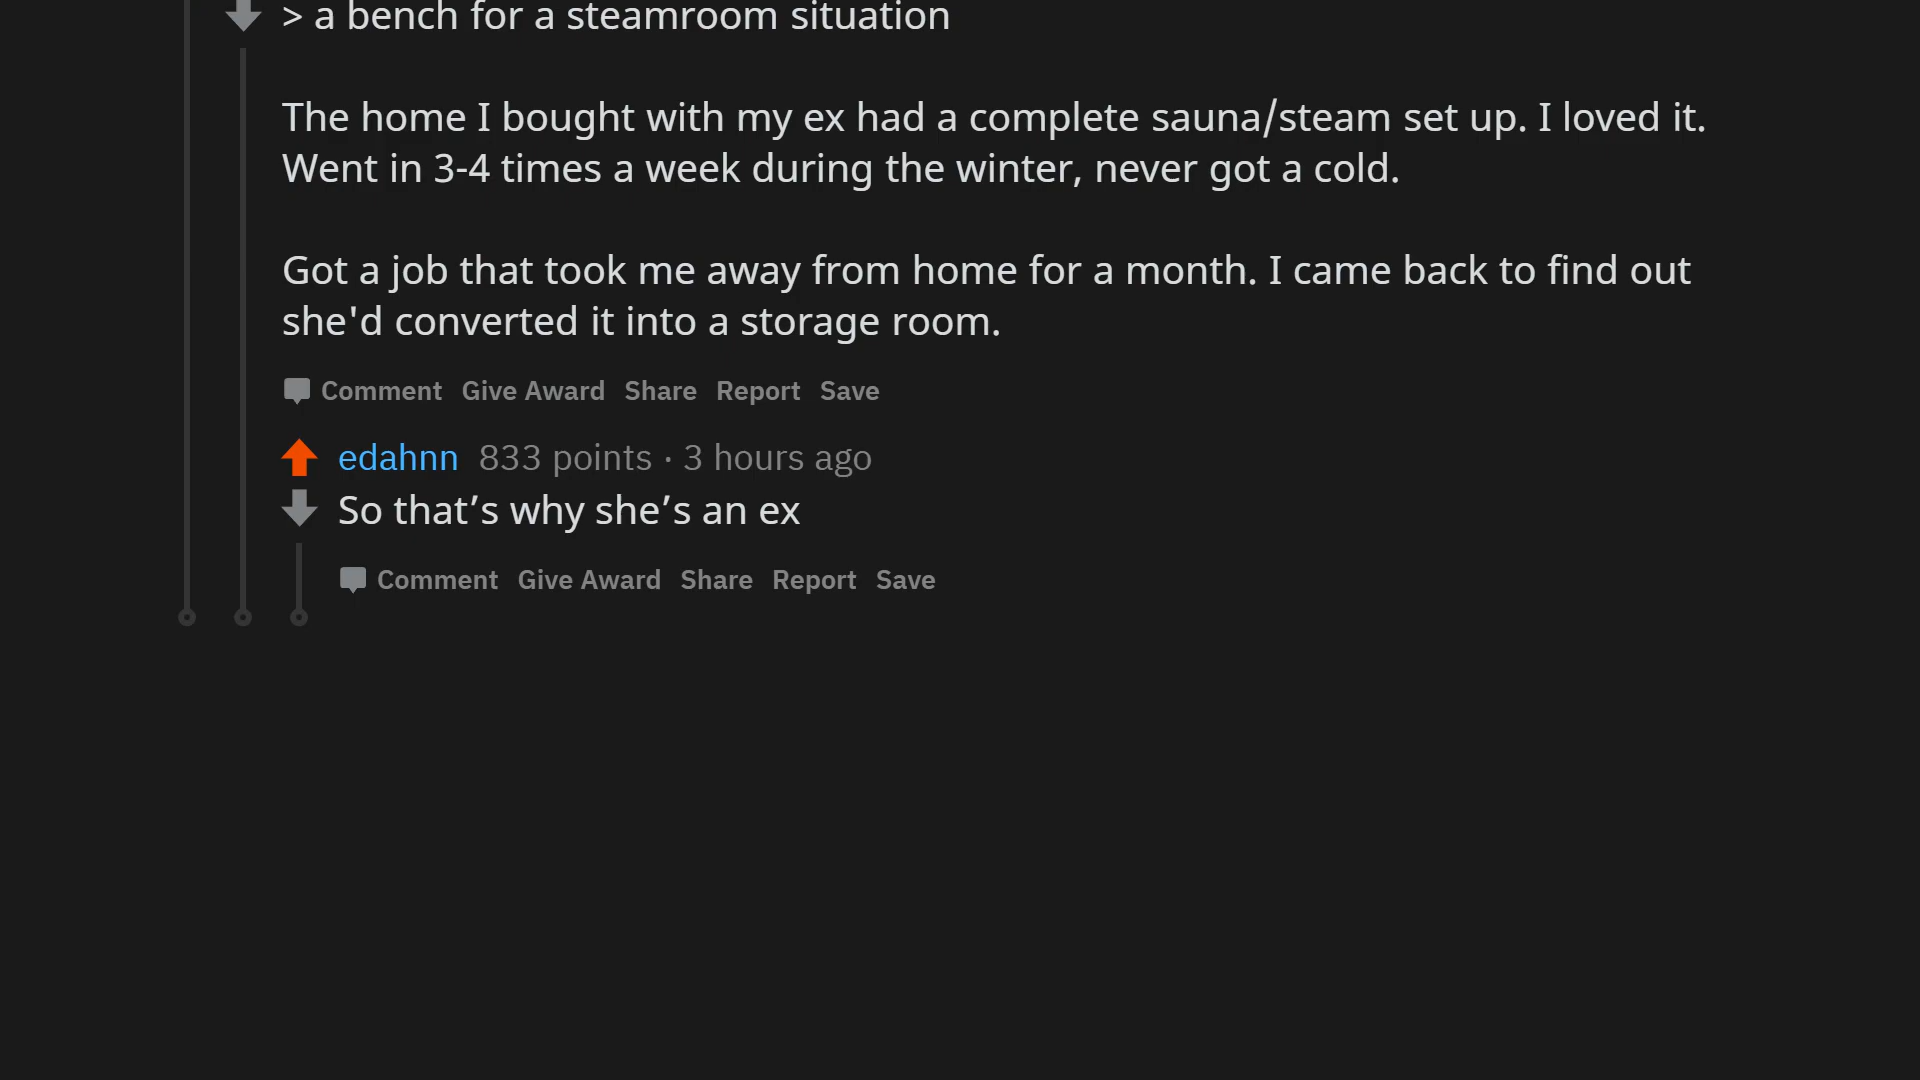 > a bench for a steamroom situation
The home I bought with my ex had a complete sauna/steam set up. I loved it.
Went in 3-4 times a week during the winter, never got a cold.
Got a job that took me away from home for a month. I came back to find out
she'd converted it into a storage room.
Comment Give Award Share Report Save
edahnn 833 points · 3 hours ago
So that’s why she’s an ex
Comment Give Award Share Report Save